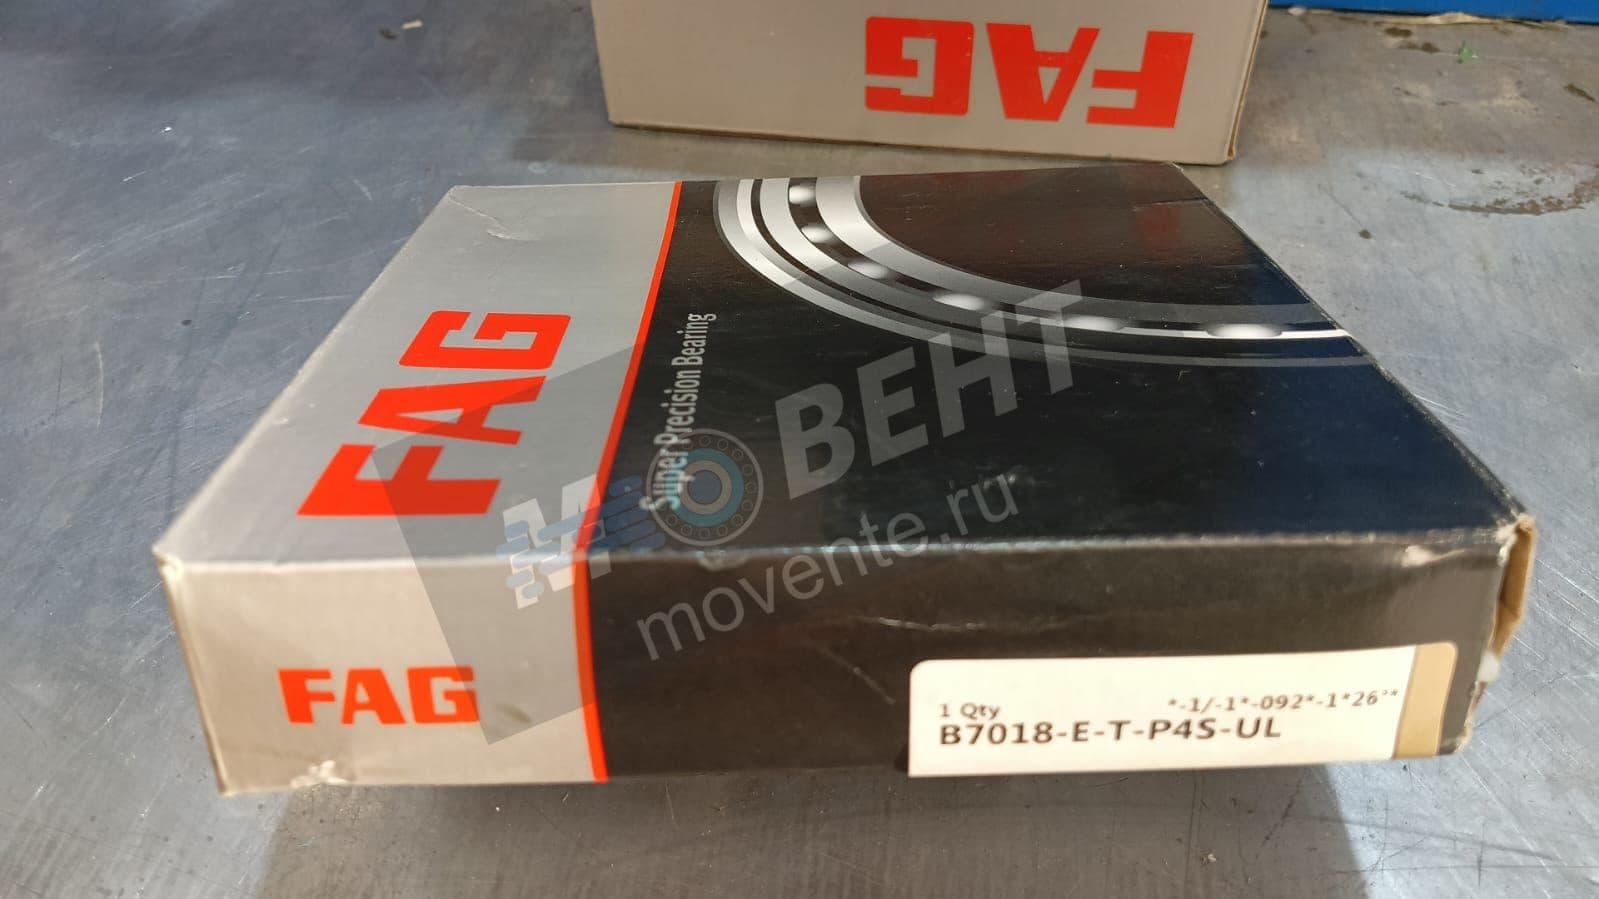 FAG
FAG
Super Precision Bearing
МОВЕНТ
movente.ru
FAG
1 Qty *-1/-1*-092*-1*26°*
B7018-E-T-P4S-UL